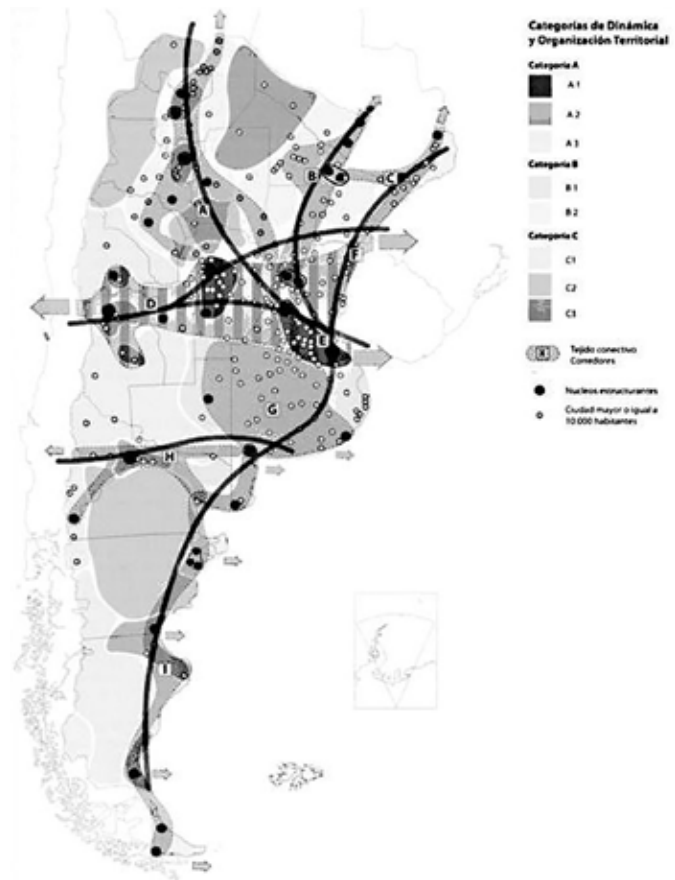 Categorías de Dinámica
y Organización Territorial
Categoría A
A 1
A 2
A 3
Categoría B
B 1
B 2
Categoría C
C1
C2
C3
X
Tejido conectivo
Corredores
Nucleos estructurantes
Ciudad mayor o igual a
10.000 habitantes
B
C
A
F
D
E
G
H
I